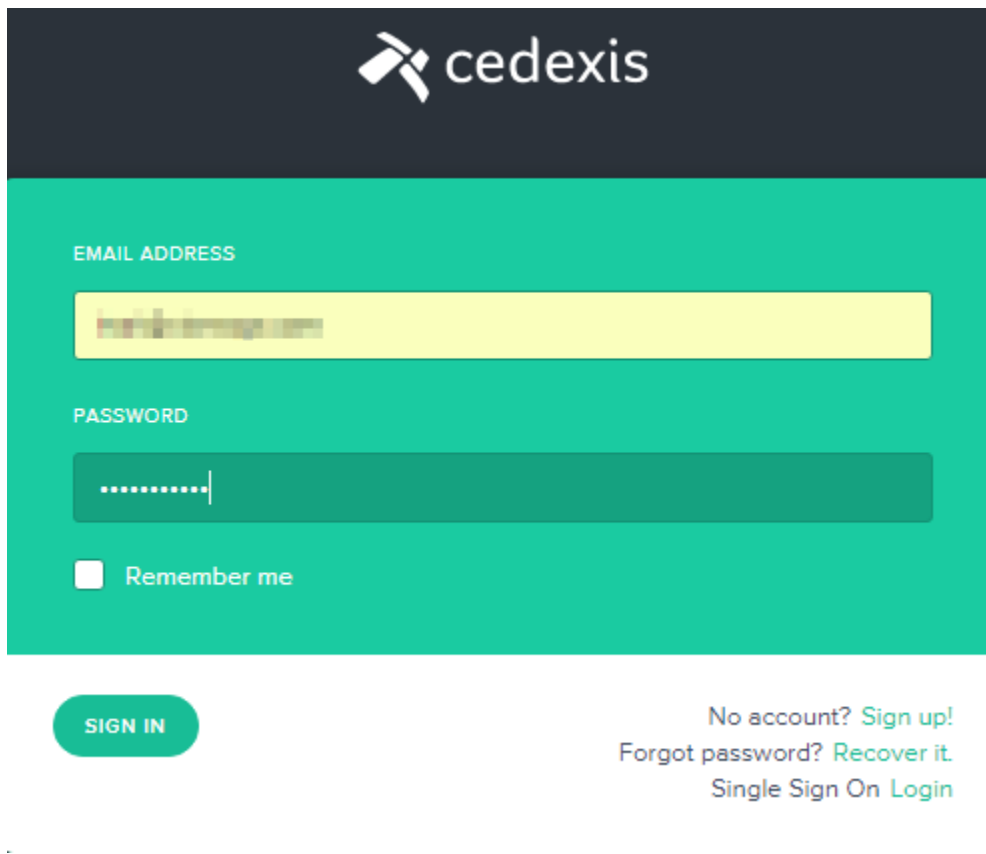 cedexis
EMAIL ADDRESS
PASSWORD
Remember me
SIGN IN
No account? Sign up!
Forgot password? Recover it.
Single Sign On Login